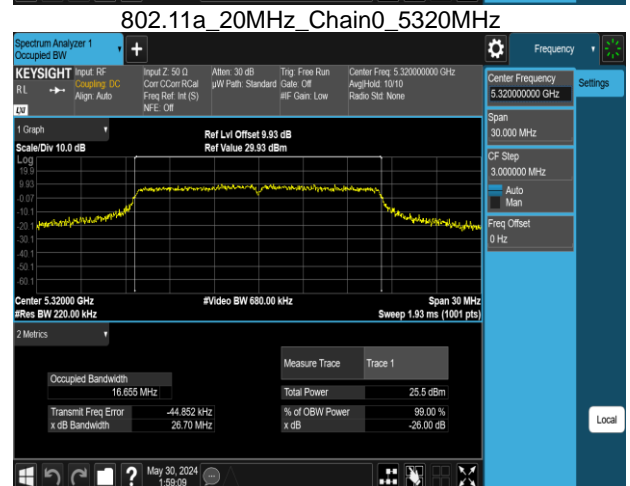 802.11a_20MHz_Chain0_5320MHz
Spectrum Analyzer 1
Occupied BW
Frequency
KEYSIGHT
RL
LXI
Input: RF
Coupling: DC
Align: Auto
Input Z: 50 Ω
Corr CCorr RCal
Freq Ref: Int (S)
NFE: Off
Atten: 30 dB
µW Path: Standard
Trig: Free Run
Gate: Off
#IF Gain: Low
Center Freq: 5.320000000 GHz
Avg|Hold: 10/10
Radio Std: None
Center Frequency
5.320000000 GHz
Settings
Span
30.000 MHz
CF Step
3.000000 MHz
Auto
Man
Freq Offset
0 Hz
Local
1 Graph
Scale/Div 10.0 dB
Ref Lvl Offset 9.93 dB
Ref Value 29.93 dBm
Log
19.9
9.93
-0.07
-10.1
-20.1
-30.1
-40.1
-50.1
-60.1
Center 5.32000 GHz
#Video BW 680.00 kHz
Span 30 MHz
#Res BW 220.00 kHz
Sweep 1.93 ms (1001 pts)
2 Metrics
Measure Trace Trace 1
Occupied Bandwidth
16.655 MHz
Total Power 25.5 dBm
Transmit Freq Error -44.852 kHz
% of OBW Power 99.00 %
x dB Bandwidth 26.70 MHz
x dB -26.00 dB
May 30, 2024
1:59:09